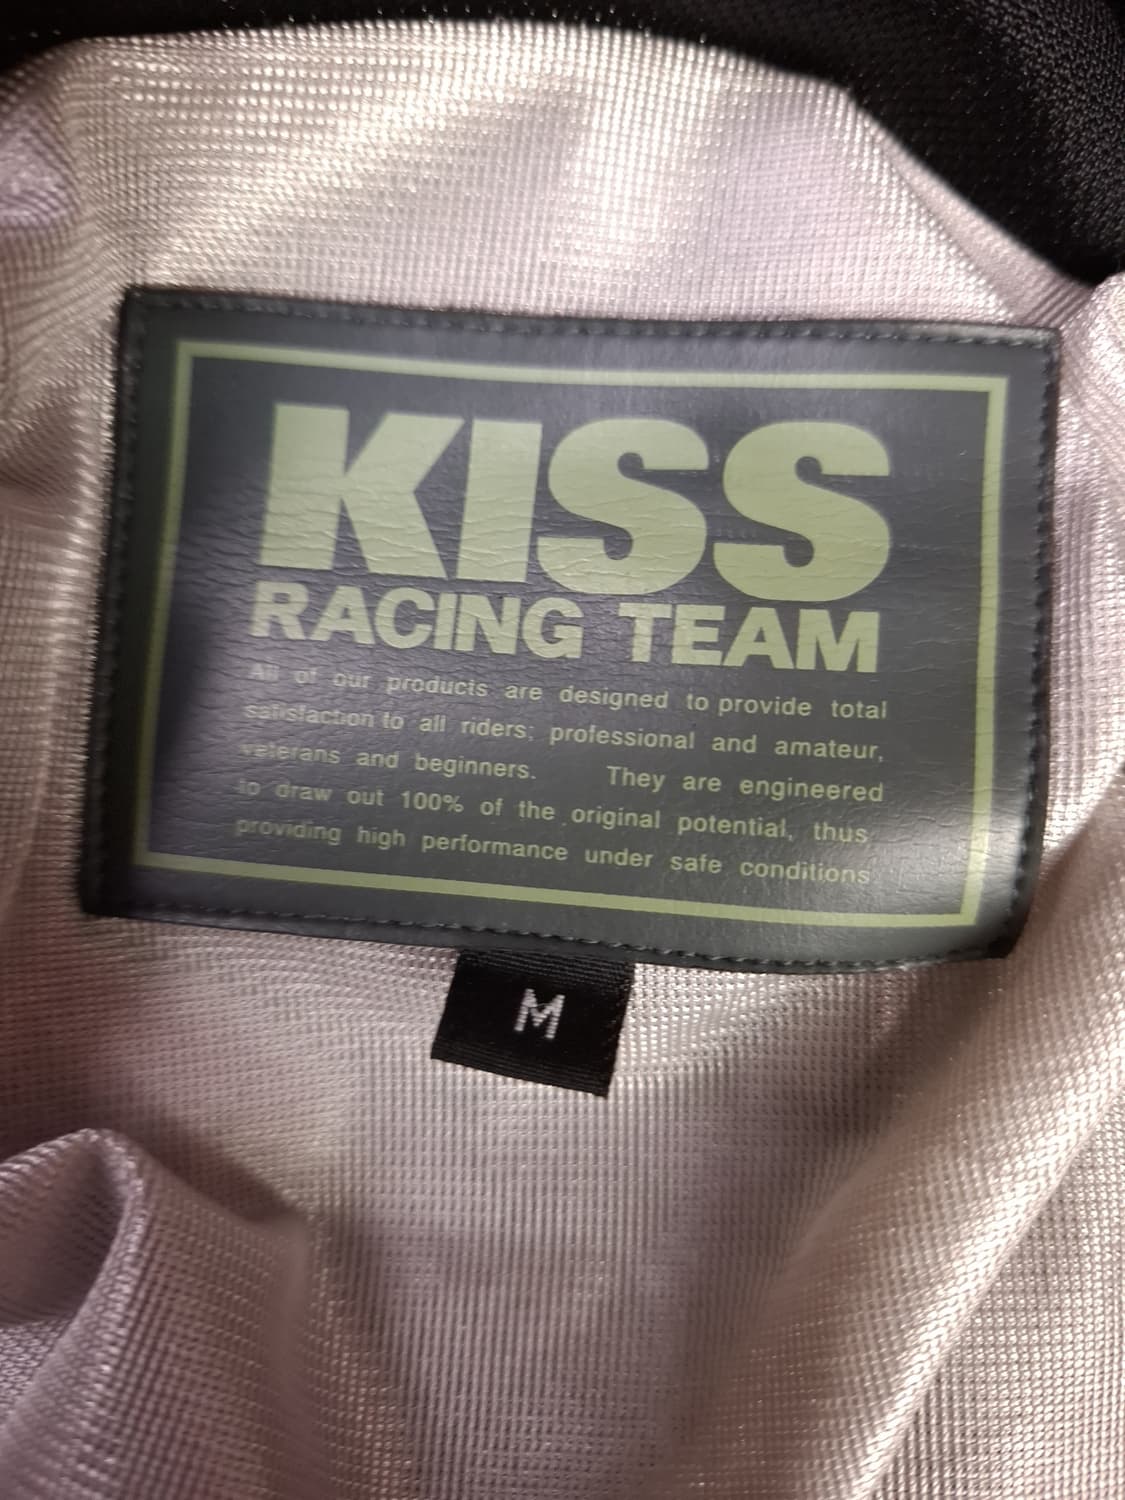 KISS
RACING TEAM
All of our products are designed to provide total
satisfaction to all riders; professional and amateur,
veterans and beginners. They are engineered
to draw out 100% of the original potential, thus
providing high performance under safe conditions
M